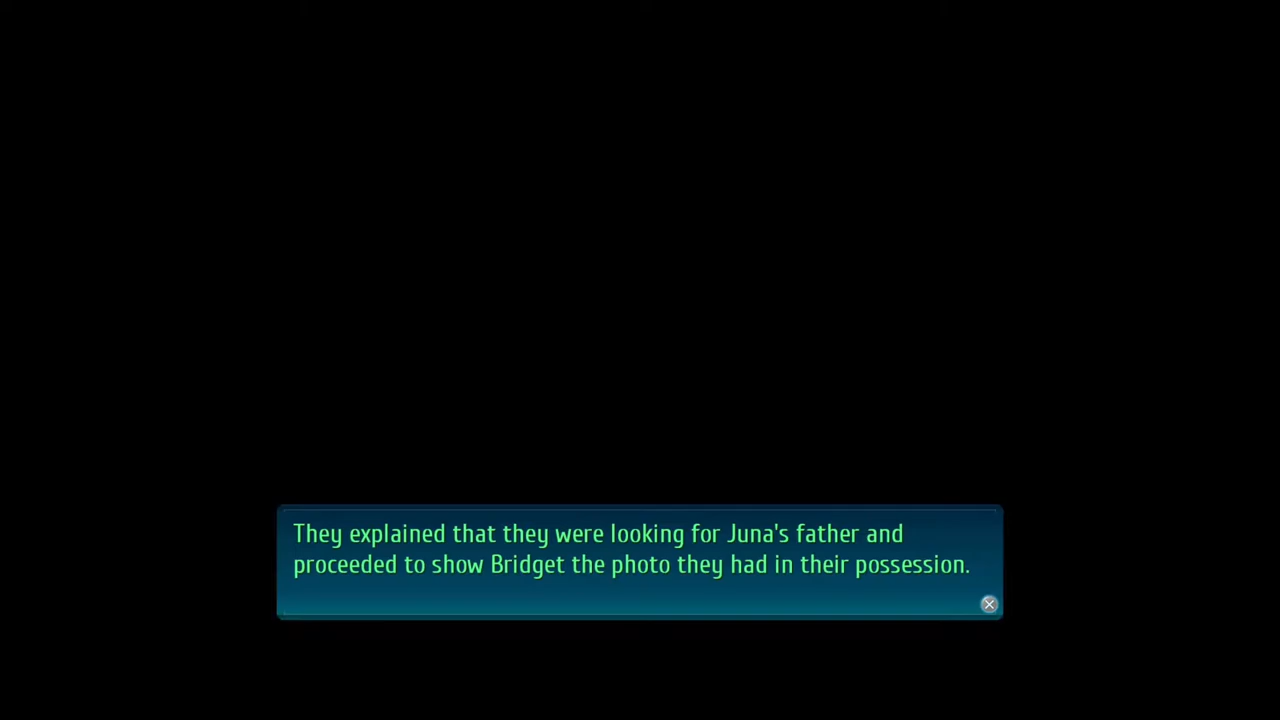 They explained that they were looking for Juna's father and
proceeded to show Bridget the photo they had in their possession.